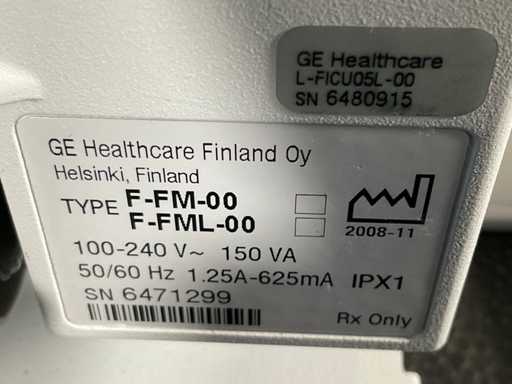 GE Healthcare
L-FICU05L-00
SN 6480915
GE Healthcare Finland Oy
Helsinki, Finland
TYPE F-FM-00
F-FML-00
2008-11
100-240 V~ 150 VA
50/60 Hz 1.25A-625mA IPX1
SN 6471299
Rx Only